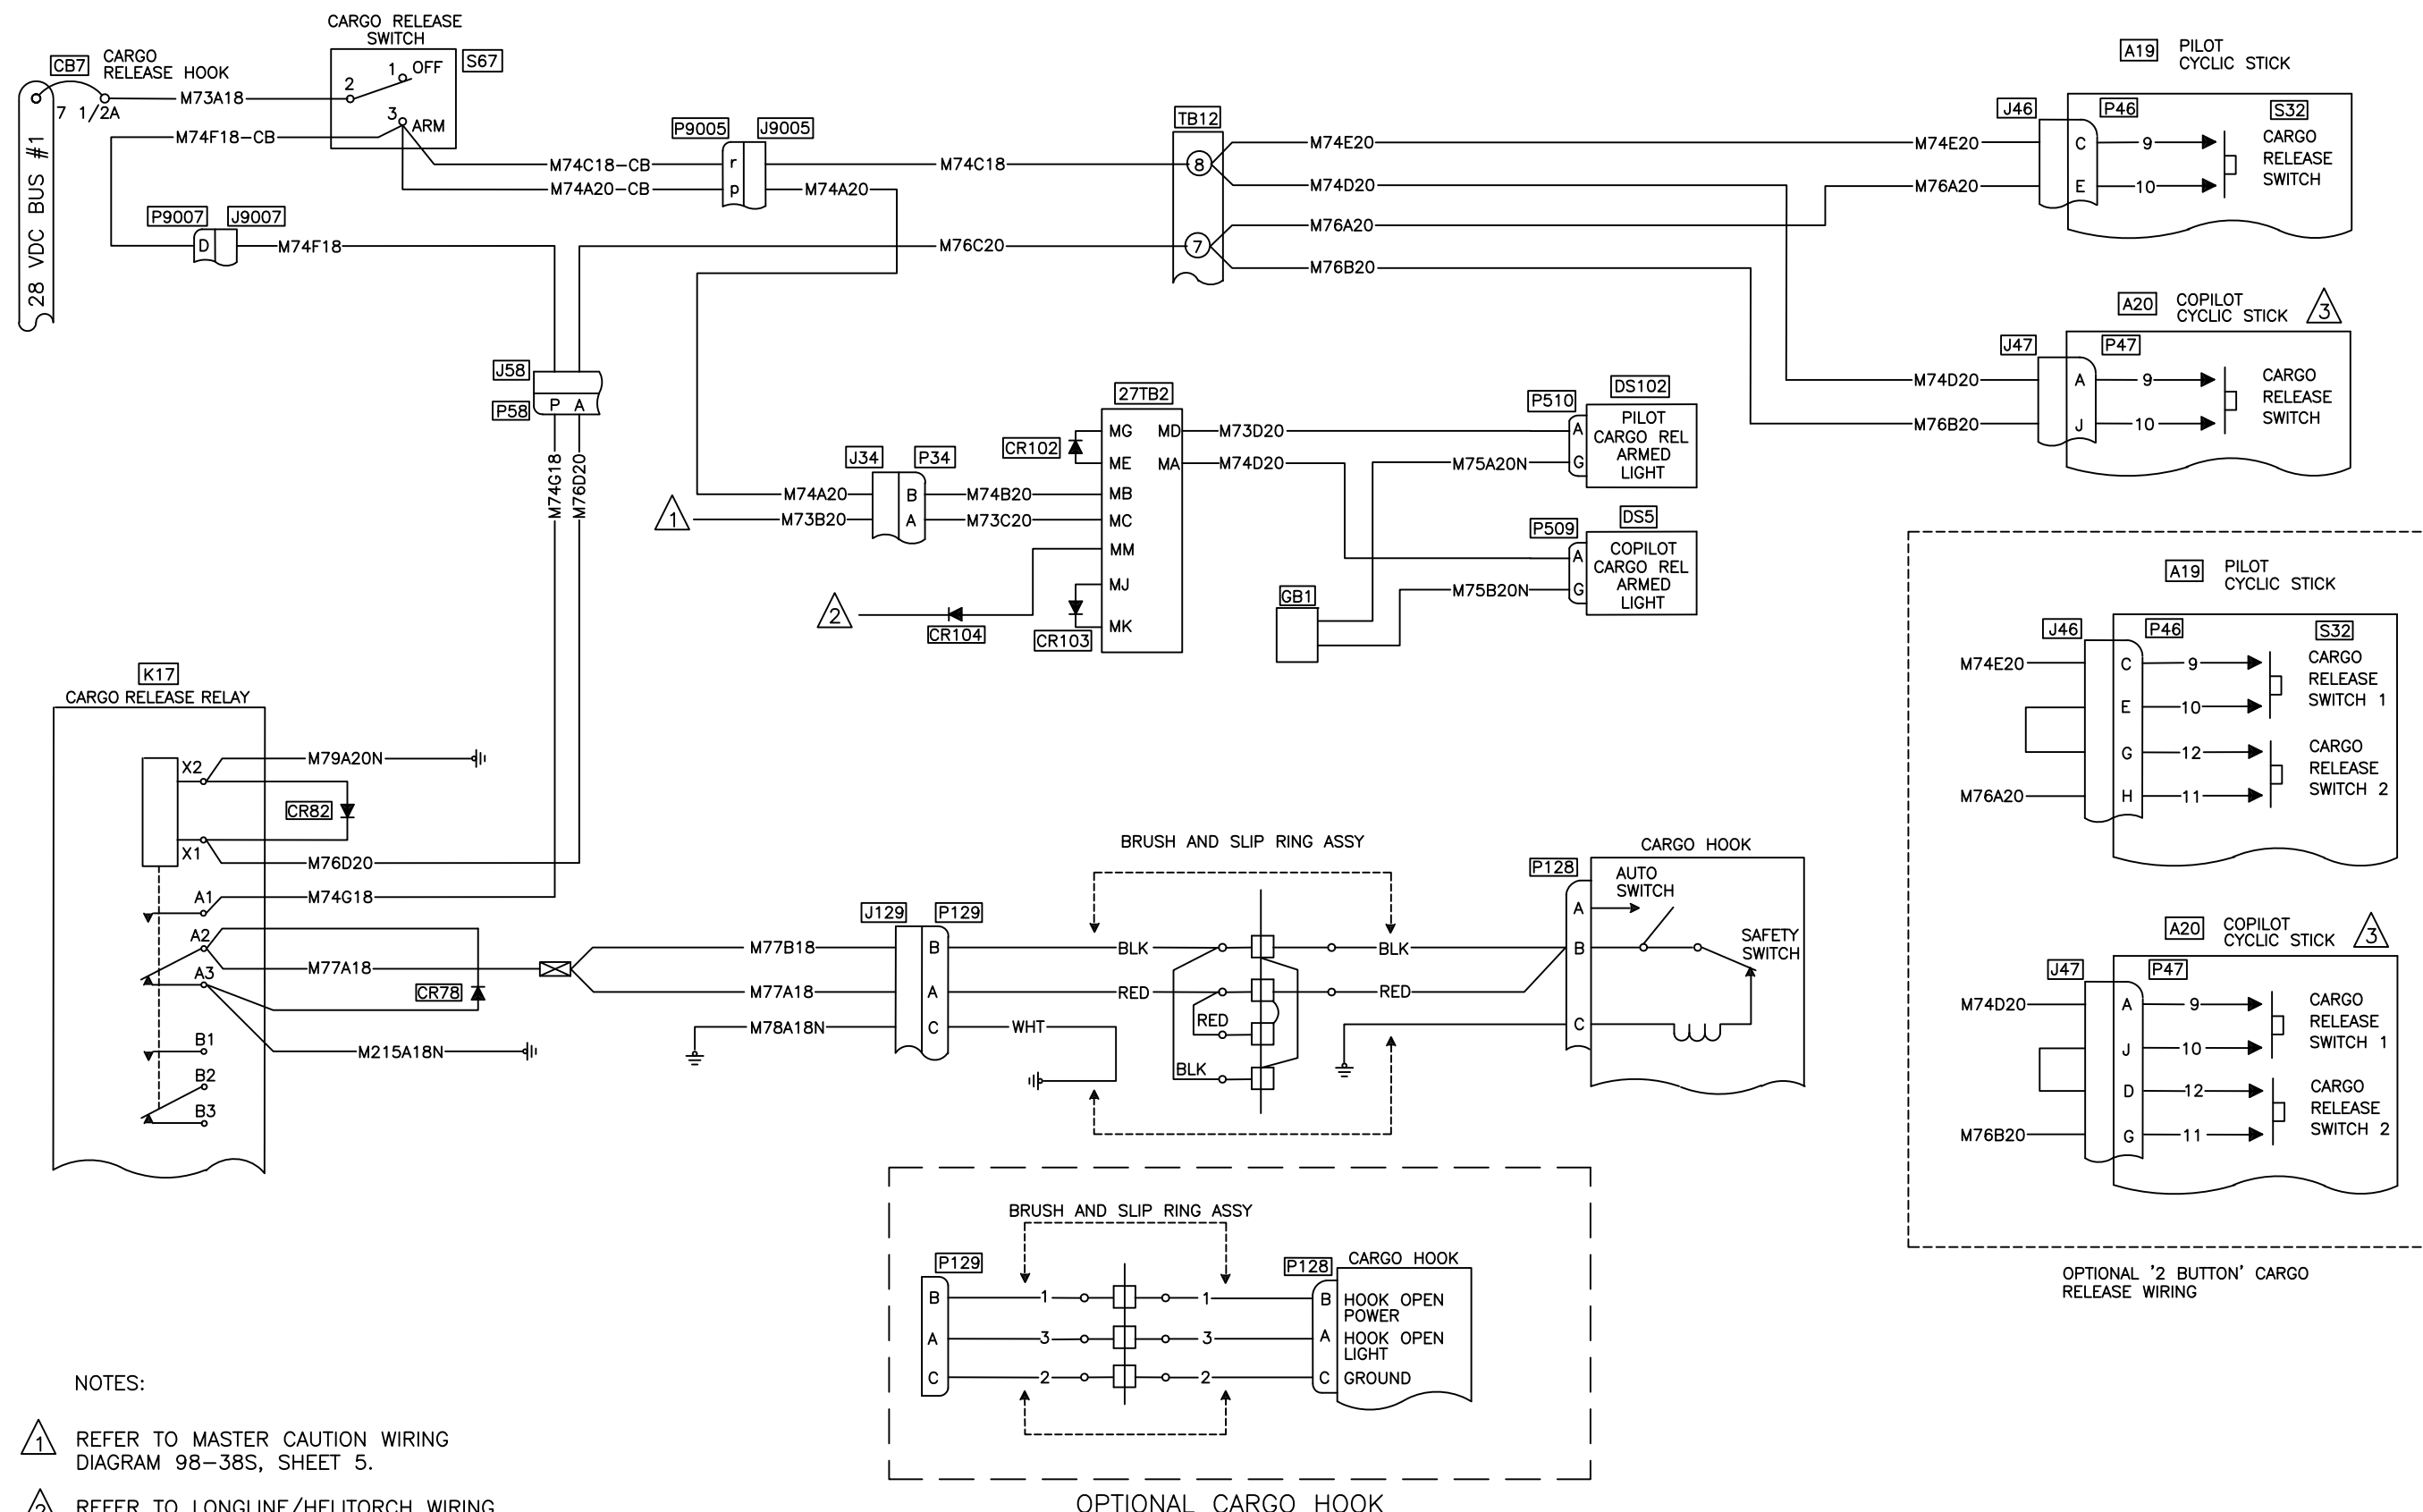 CARGO RELEASE
SWITCH
CB7
CARGO
RELEASE HOOK
S67
1
OFF
2
3
ARM
7 1/2A
28 VDC BUS #1
M73A18
M74F18-CB
M74C18-CB
M74A20-CB
P9005
J9005
r
p
M74C18
M74A20
P9007
J9007
D
M74F18
M76C20
TB12
8
7
M74E20
M74D20
M76A20
M76B20
A19
PILOT
CYCLIC STICK
J46
P46
S32
M74E20
C
9
M76A20
E
10
CARGO
RELEASE
SWITCH
A20
COPILOT
CYCLIC STICK
3
J47
P47
M74D20
A
9
M76B20
J
10
CARGO
RELEASE
SWITCH
J58
P58
P A
M74G18
M76D20
27TB2
CR102
MG
ME
MB
MC
MM
MJ
MK
MD
MA
M73D20
M74D20
J34
P34
M74A20
B
M74B20
1
M73B20
A
M73C20
2
CR104
CR103
P510
DS102
A
G
PILOT
CARGO REL
ARMED
LIGHT
M75A20N
P509
DS5
A
G
COPILOT
CARGO REL
ARMED
LIGHT
M75B20N
GB1
A19
PILOT
CYCLIC STICK
J46
P46
S32
M74E20
C
9
E
10
G
12
M76A20
H
11
CARGO
RELEASE
SWITCH 1
CARGO
RELEASE
SWITCH 2
A20
COPILOT
CYCLIC STICK
3
J47
P47
M74D20
A
9
J
10
D
12
M76B20
G
11
CARGO
RELEASE
SWITCH 1
CARGO
RELEASE
SWITCH 2
OPTIONAL '2 BUTTON' CARGO
RELEASE WIRING
K17
CARGO RELEASE RELAY
X2
M79A20N
CR82
X1
M76D20
A1
M74G18
A2
M77A18
A3
CR78
B1
M215A18N
B2
B3
BRUSH AND SLIP RING ASSY
J129
P129
M77B18
B
BLK
BLK
M77A18
A
RED
RED
M78A18N
C
WHT
RED
BLK
CARGO HOOK
P128
A
B
C
AUTO
SWITCH
SAFETY
SWITCH
BRUSH AND SLIP RING ASSY
P129
P128
CARGO HOOK
B
1
1
B
HOOK OPEN
POWER
A
3
3
A
HOOK OPEN
LIGHT
C
2
2
C
GROUND
OPTIONAL CARGO HOOK
NOTES:
1
REFER TO MASTER CAUTION WIRING
DIAGRAM 98-38S, SHEET 5.
2
REFER TO LONGLINE/HELITORCH WIRING